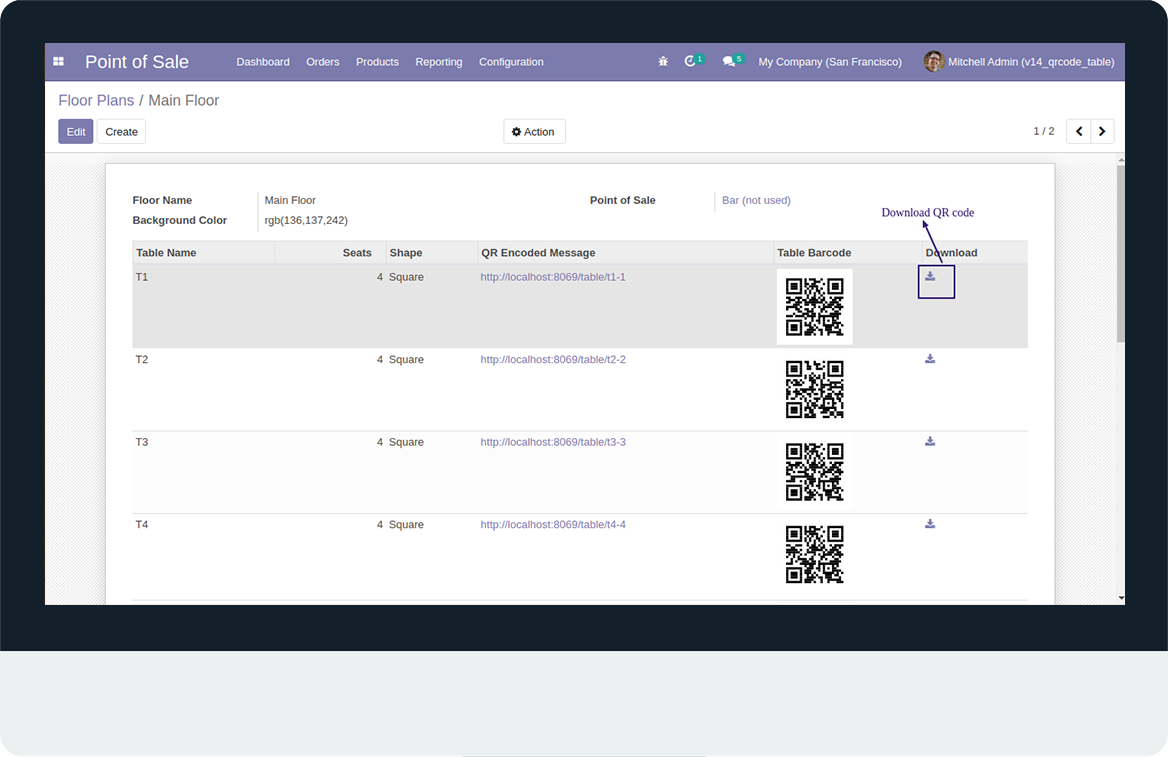 Point of Sale Dashboard Orders Products Reporting Configuration 1 5 My Company (San Francisco) Mitchell Admin (v14_qrcode_table)
Floor Plans / Main Floor
Edit Create Action 1 / 2
Floor Name Main Floor Point of Sale Bar (not used)
Background Color rgb(136,137,242)
Download QR code
Table Name Seats Shape QR Encoded Message Table Barcode Download
T1 4 Square http://localhost:8069/table/t1-1
T2 4 Square http://localhost:8069/table/t2-2
T3 4 Square http://localhost:8069/table/t3-3
T4 4 Square http://localhost:8069/table/t4-4